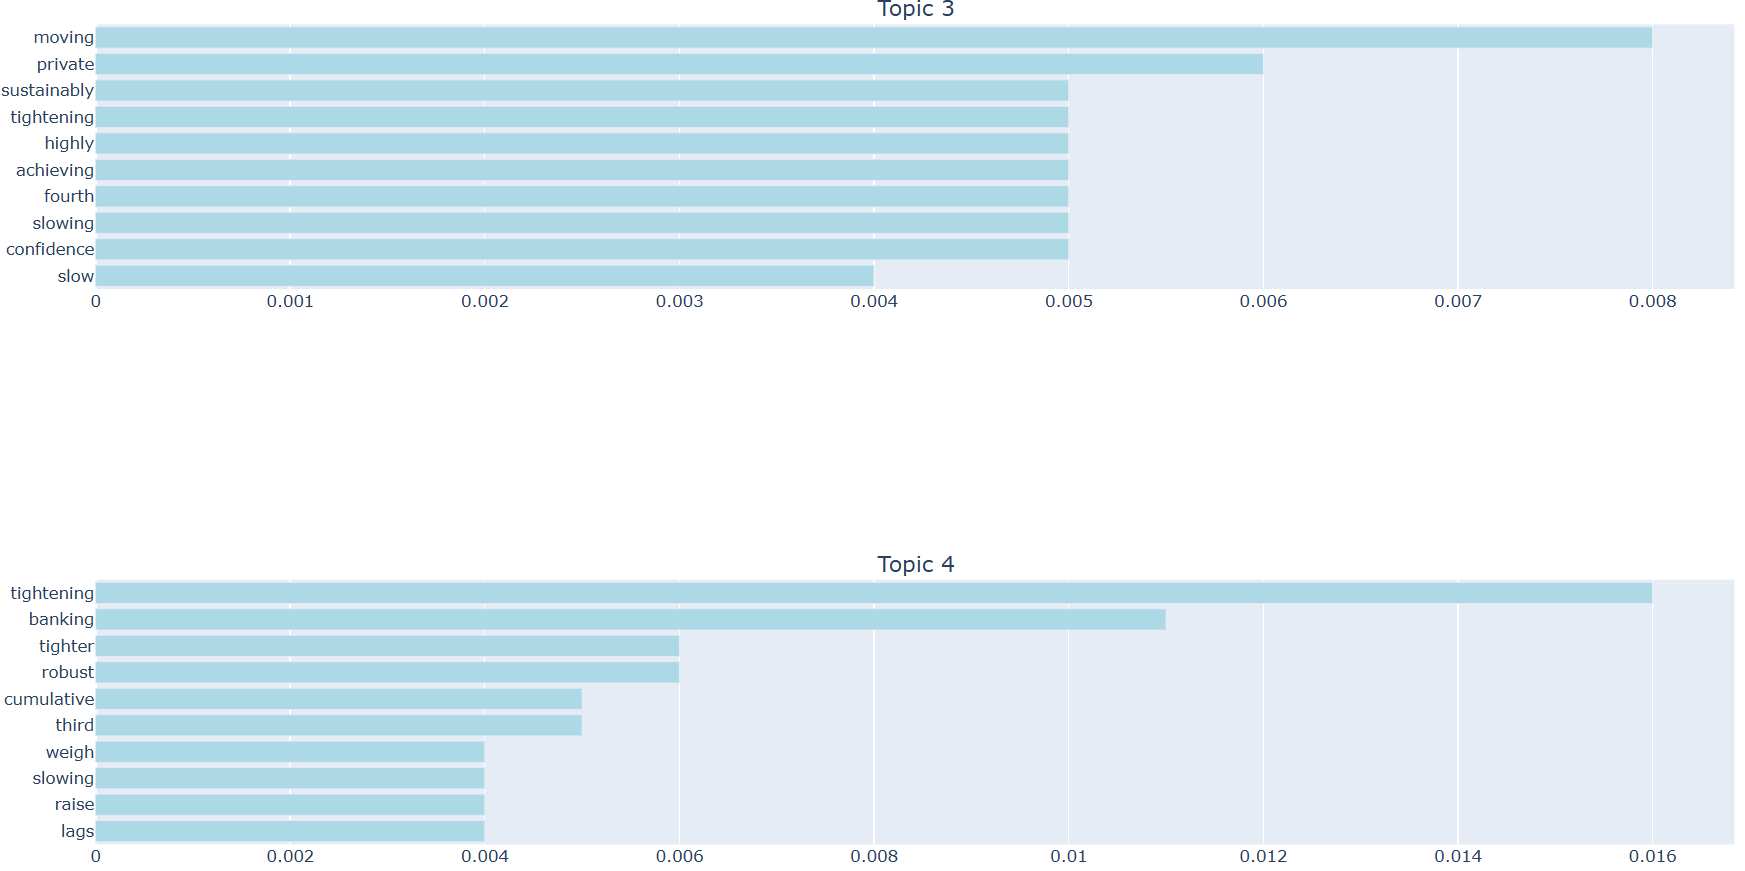 Topic 3
moving
private
sustainably
tightening
highly
achieving
fourth
slowing
confidence
slow
0 0.001 0.002 0.003 0.004 0.005 0.006 0.007 0.008
Topic 4
tightening
banking
tighter
robust
cumulative
third
weigh
slowing
raise
lags
0 0.002 0.004 0.006 0.008 0.01 0.012 0.014 0.016